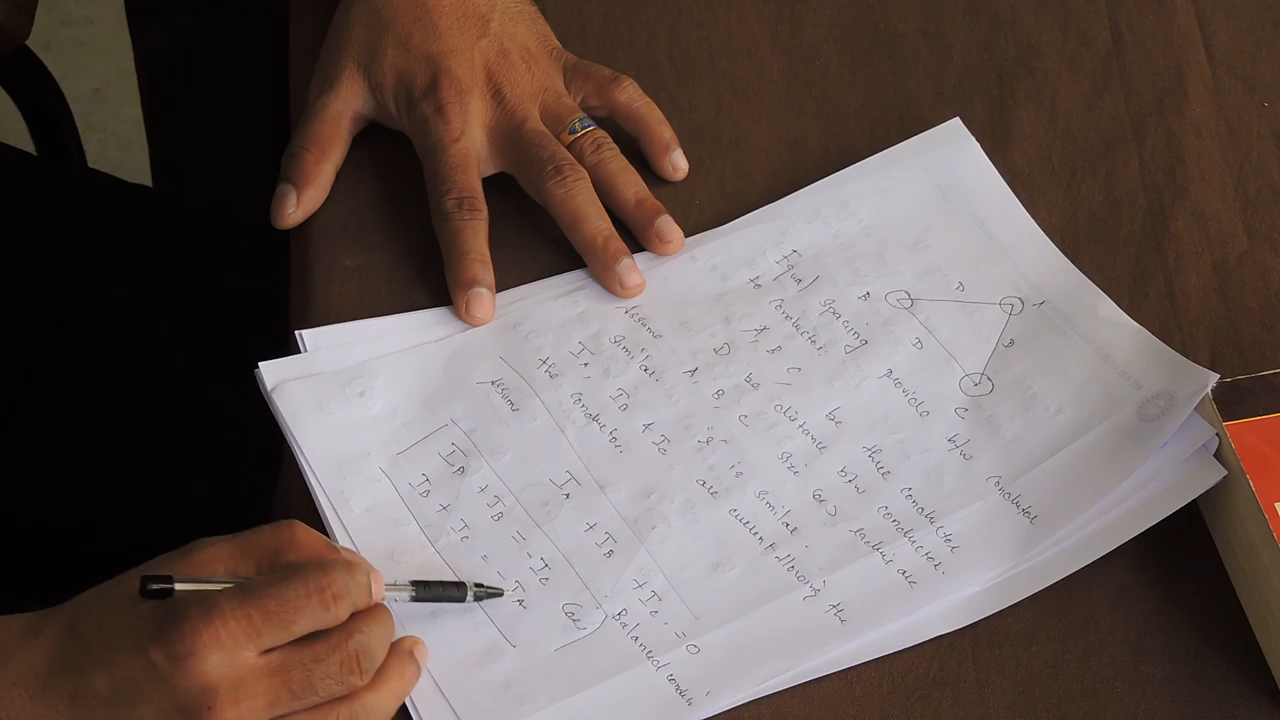 D
A
B
D
D
C
Equal spacing provide b/w conductor
to conductor.
A, B C, be three conductor
D be distance b/w conductor.
Assume A, B, C size (or) radius are
similar. "r" is similar.
IA, IB & IC are current flowing the
the conductor.
Assume IA + IB + IC = 0
Balanced condi
IA + IB = -IC (or)
IB + IC = -IA